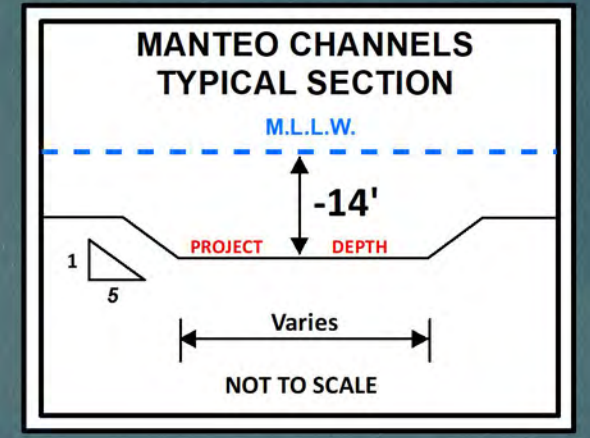 MANTEO CHANNELS
TYPICAL SECTION
M.L.L.W.
-14'
PROJECT DEPTH
1
5
Varies
NOT TO SCALE